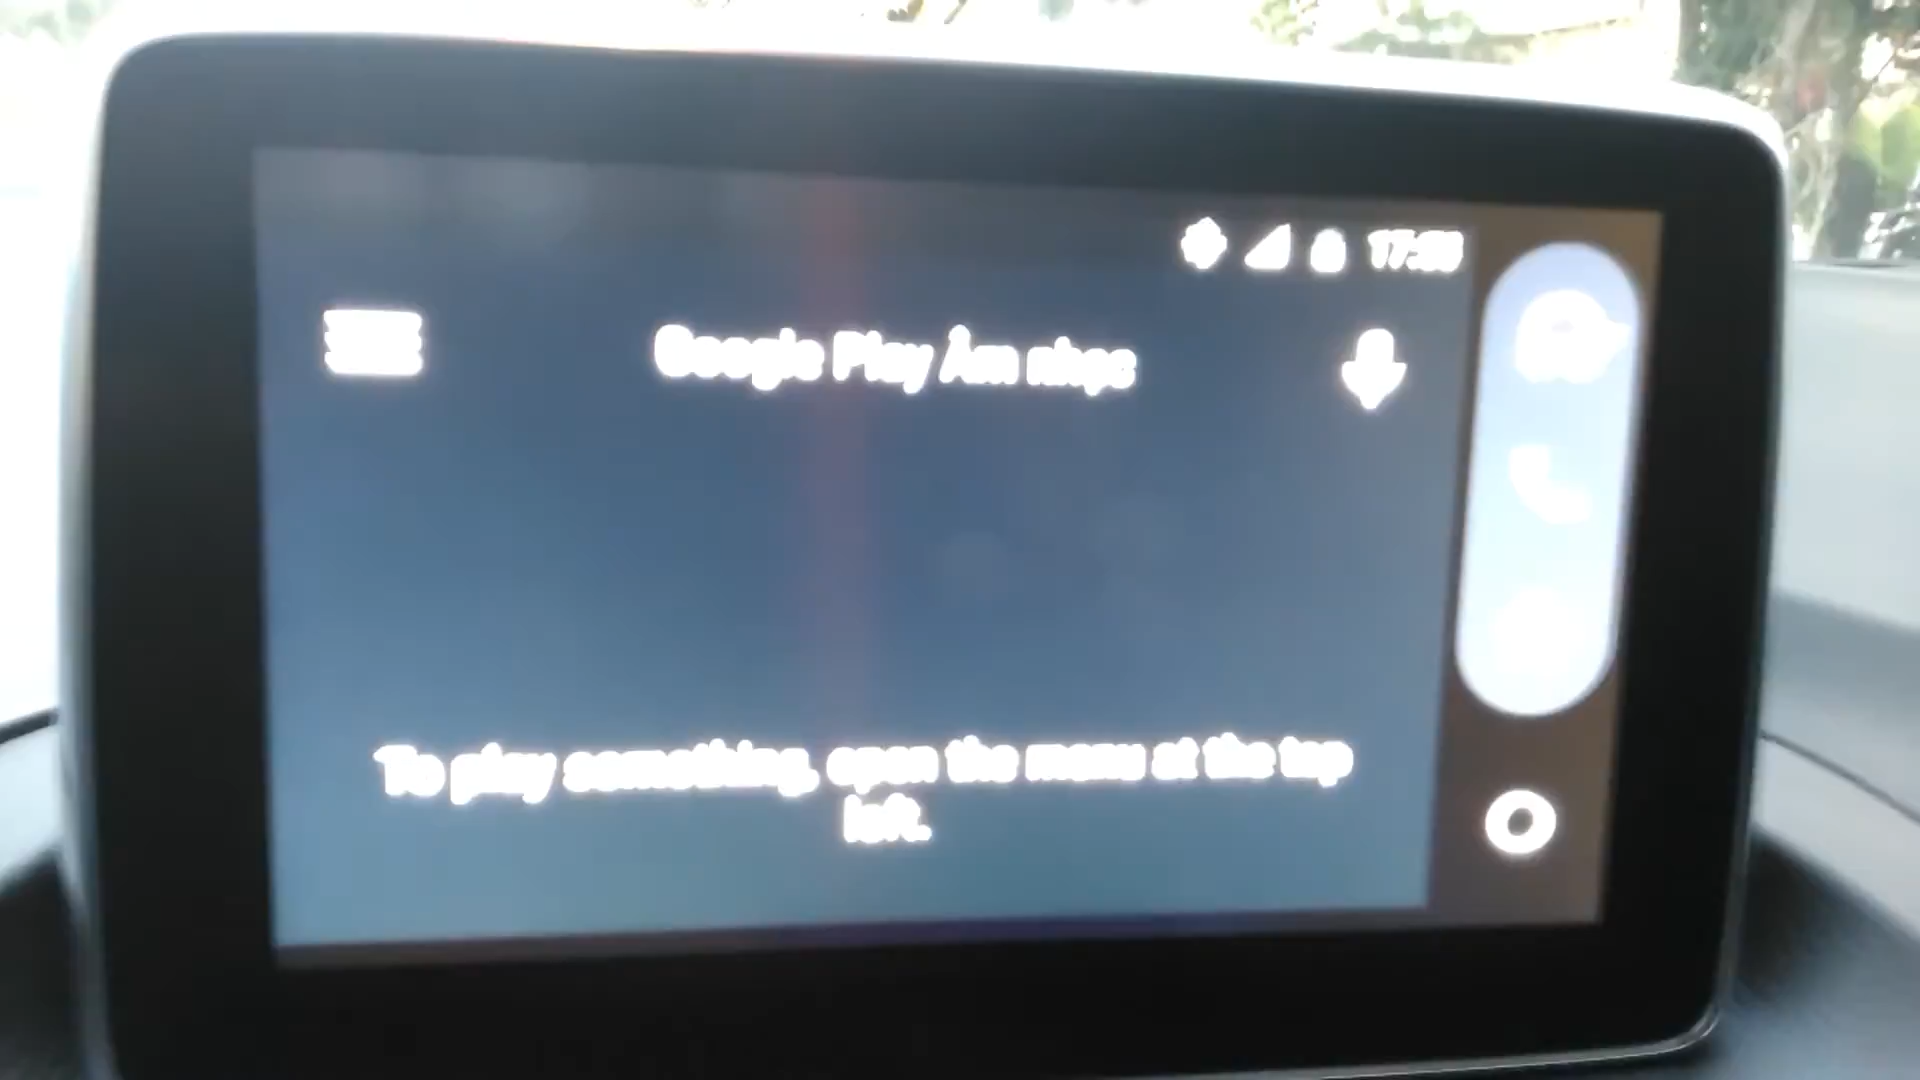 Google Play Âm nhạc
To play something, open the menu at the top
left.